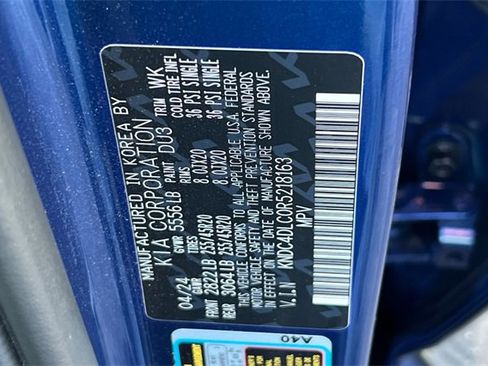 MANUFACTURED IN KOREA BY
KIA CORPORATION
04/24 GVWR 5556LB PAINT DU3 TRIM WK
GAWR TIRES RIMS COLD TIRE INFL
FRONT 2822LB 255/45R20 8.0JX20 36 PSI SINGLE
REAR 3064LB 255/45R20 8.0JX20 36 PSI SINGLE
THIS VEHICLE CONFORMS TO ALL APPLICABLE U.S.A. FEDERAL
MOTOR VEHICLE SAFETY AND THEFT PREVENTION STANDARDS
IN EFFECT ON THE DATE OF MANUFACTURE SHOWN ABOVE.
V.I.N KNDC4DLC0R5218163
MPV
A40